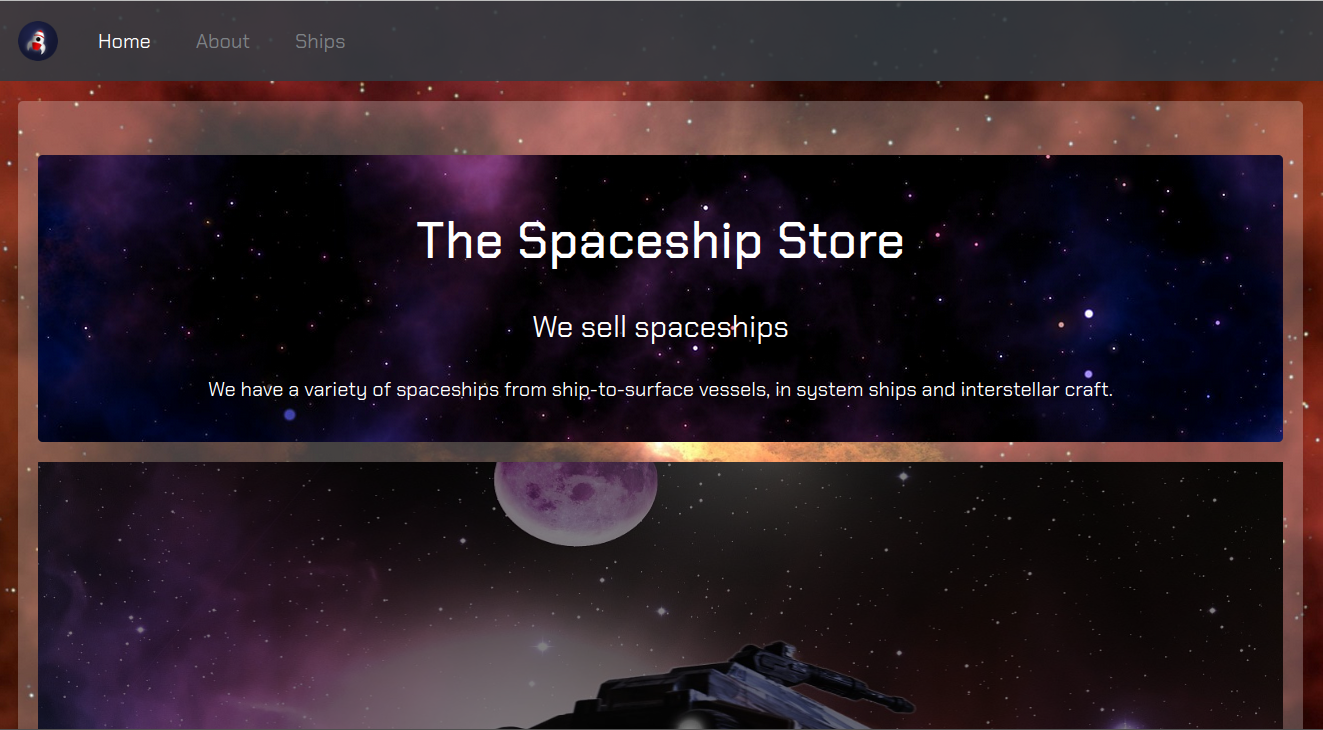 Home About Ships
The Spaceship Store
We sell spaceships
We have a variety of spaceships from ship-to-surface vessels, in system ships and interstellar craft.